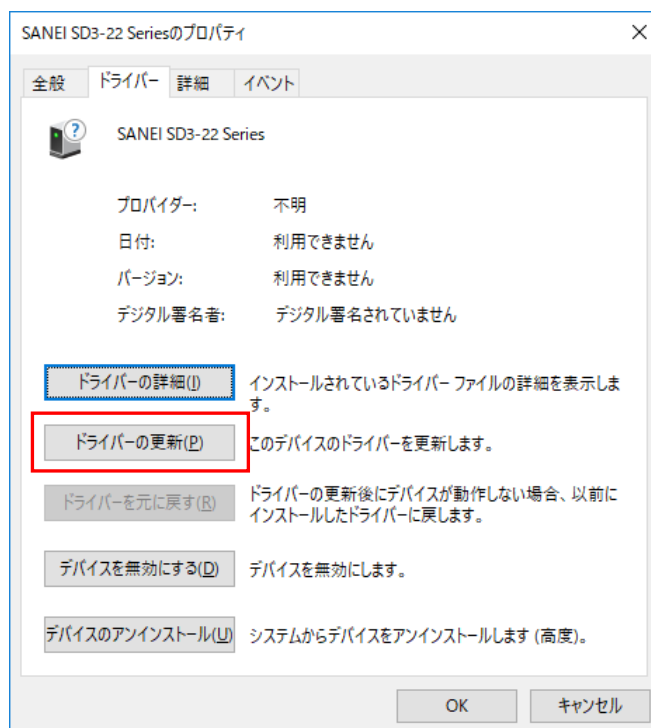 SANEI SD3-22 Seriesのプロパティ
全般 ドライバー 詳細 イベント
SANEI SD3-22 Series
プロバイダー: 不明
日付: 利用できません
バージョン: 利用できません
デジタル署名者: デジタル署名されていません
ドライバーの詳細(I) インストールされているドライバー ファイルの詳細を表示しま
す。
ドライバーの更新(P) このデバイスのドライバーを更新します。
ドライバーを元に戻す(R) ドライバーの更新後にデバイスが動作しない場合、以前に
インストールしたドライバーに戻します。
デバイスを無効にする(D) デバイスを無効にします。
デバイスのアンインストール(U) システムからデバイスをアンインストールします (高度)。
OK キャンセル